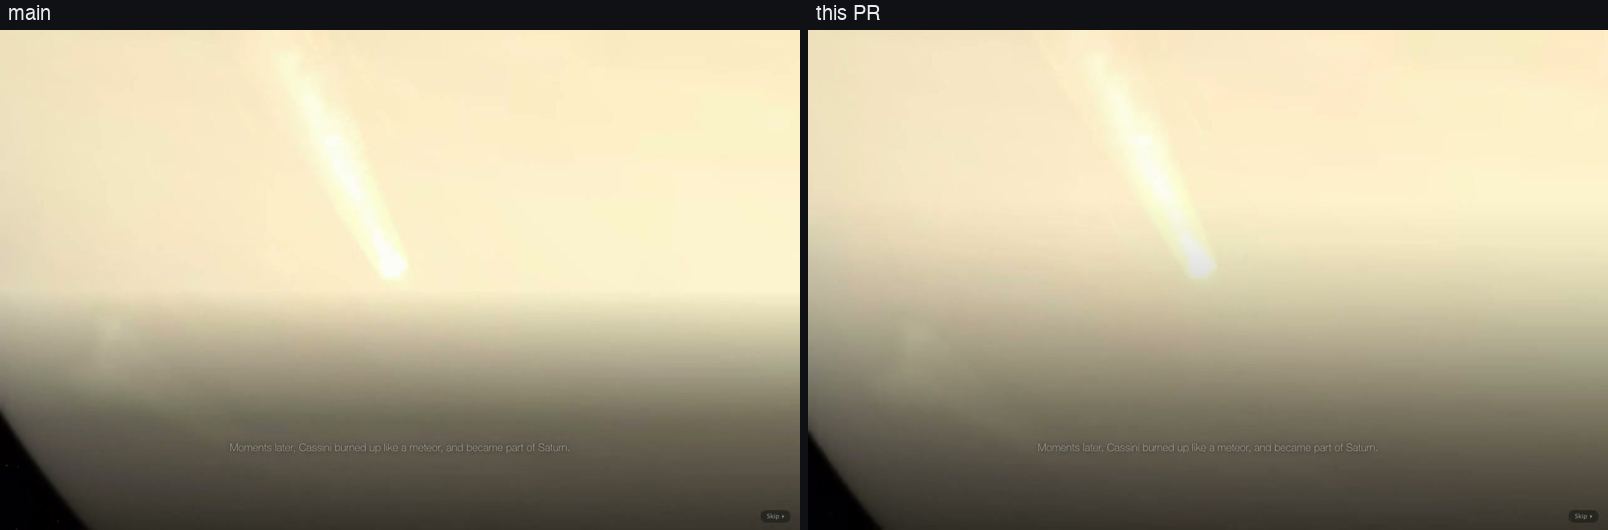 main
this PR
Moments later, Cassini burned up like a meteor, and became part of Saturn.
Moments later, Cassini burned up like a meteor, and became part of Saturn.
Skip
Skip